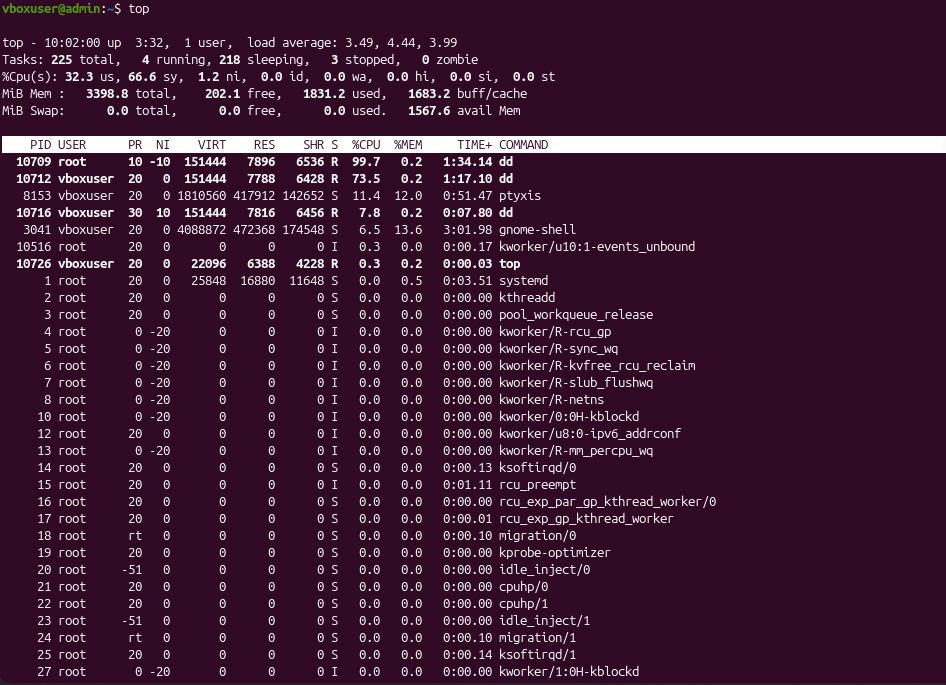 vboxuser@admin:~$ top
top - 10:02:00 up  3:32,  1 user,  load average: 3.49, 4.44, 3.99
Tasks: 225 total,   4 running, 218 sleeping,   3 stopped,   0 zombie
%Cpu(s): 32.3 us, 66.6 sy,  1.2 ni,  0.0 id,  0.0 wa,  0.0 hi,  0.0 si,  0.0 st
MiB Mem :   3398.8 total,    202.1 free,   1831.2 used,   1683.2 buff/cache
MiB Swap:      0.0 total,      0.0 free,      0.0 used.   1567.6 avail Mem
PID USER      PR  NI    VIRT    RES    SHR S  %CPU  %MEM     TIME+ COMMAND
10709 root      10 -10  151444   7896   6536 R  99.7   0.2   1:34.14 dd
10712 vboxuser  20   0  151444   7788   6428 R  73.5   0.2   1:17.10 dd
8153 vboxuser  20   0 1810560 417912 142652 S  11.4  12.0   0:51.47 ptyxis
10716 vboxuser  30  10  151444   7816   6456 R   7.8   0.2   0:07.80 dd
3041 vboxuser  20   0 4088872 472368 174548 S   6.5  13.6   3:01.98 gnome-shell
10516 root      20   0       0      0      0 I   0.3   0.0   0:00.17 kworker/u10:1-events_unbound
10726 vboxuser  20   0   22096   6388   4228 R   0.3   0.2   0:00.03 top
1 root      20   0   25848  16880  11648 S   0.0   0.5   0:03.51 systemd
2 root      20   0       0      0      0 S   0.0   0.0   0:00.00 kthreadd
3 root      20   0       0      0      0 S   0.0   0.0   0:00.00 pool_workqueue_release
4 root       0 -20       0      0      0 I   0.0   0.0   0:00.00 kworker/R-rcu_gp
5 root       0 -20       0      0      0 I   0.0   0.0   0:00.00 kworker/R-sync_wq
6 root       0 -20       0      0      0 I   0.0   0.0   0:00.00 kworker/R-kvfree_rcu_reclaim
7 root       0 -20       0      0      0 I   0.0   0.0   0:00.00 kworker/R-slub_flushwq
8 root       0 -20       0      0      0 I   0.0   0.0   0:00.00 kworker/R-netns
10 root       0 -20       0      0      0 I   0.0   0.0   0:00.00 kworker/0:0H-kblockd
12 root      20   0       0      0      0 I   0.0   0.0   0:00.00 kworker/u8:0-ipv6_addrconf
13 root       0 -20       0      0      0 I   0.0   0.0   0:00.00 kworker/R-mm_percpu_wq
14 root      20   0       0      0      0 S   0.0   0.0   0:00.13 ksoftirqd/0
15 root      20   0       0      0      0 I   0.0   0.0   0:01.11 rcu_preempt
16 root      20   0       0      0      0 S   0.0   0.0   0:00.00 rcu_exp_par_gp_kthread_worker/0
17 root      20   0       0      0      0 S   0.0   0.0   0:00.01 rcu_exp_gp_kthread_worker
18 root      rt   0       0      0      0 S   0.0   0.0   0:00.10 migration/0
19 root      20   0       0      0      0 S   0.0   0.0   0:00.00 kprobe-optimizer
20 root     -51   0       0      0      0 S   0.0   0.0   0:00.00 idle_inject/0
21 root      20   0       0      0      0 S   0.0   0.0   0:00.00 cpuhp/0
22 root      20   0       0      0      0 S   0.0   0.0   0:00.00 cpuhp/1
23 root     -51   0       0      0      0 S   0.0   0.0   0:00.00 idle_inject/1
24 root      rt   0       0      0      0 S   0.0   0.0   0:00.10 migration/1
25 root      20   0       0      0      0 S   0.0   0.0   0:00.14 ksoftirqd/1
27 root       0 -20       0      0      0 I   0.0   0.0   0:00.00 kworker/1:0H-kblockd